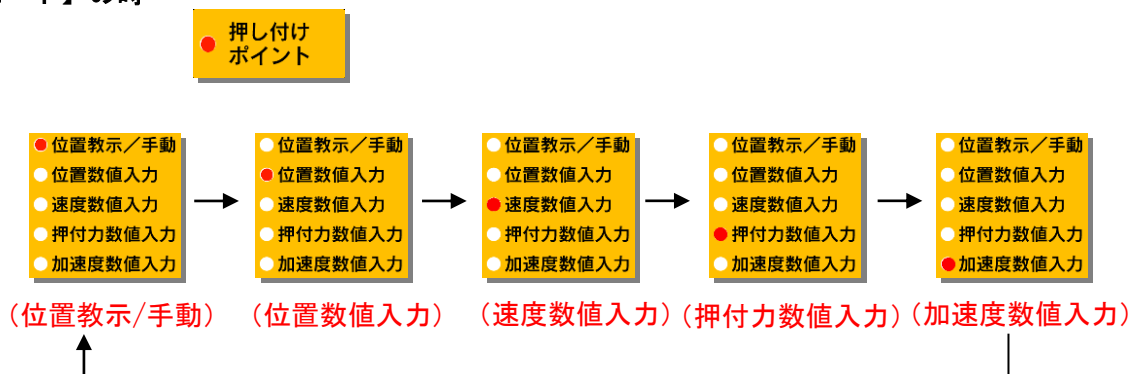 】の時
押し付け
ポイント
位置教示／手動
位置数値入力
速度数値入力
押付力数値入力
加速度数値入力
位置教示／手動
位置数値入力
速度数値入力
押付力数値入力
加速度数値入力
位置教示／手動
位置数値入力
速度数値入力
押付力数値入力
加速度数値入力
位置教示／手動
位置数値入力
速度数値入力
押付力数値入力
加速度数値入力
位置教示／手動
位置数値入力
速度数値入力
押付力数値入力
加速度数値入力
（位置教示/手動）
（位置数値入力）
（速度数値入力）
（押付力数値入力）
（加速度数値入力）